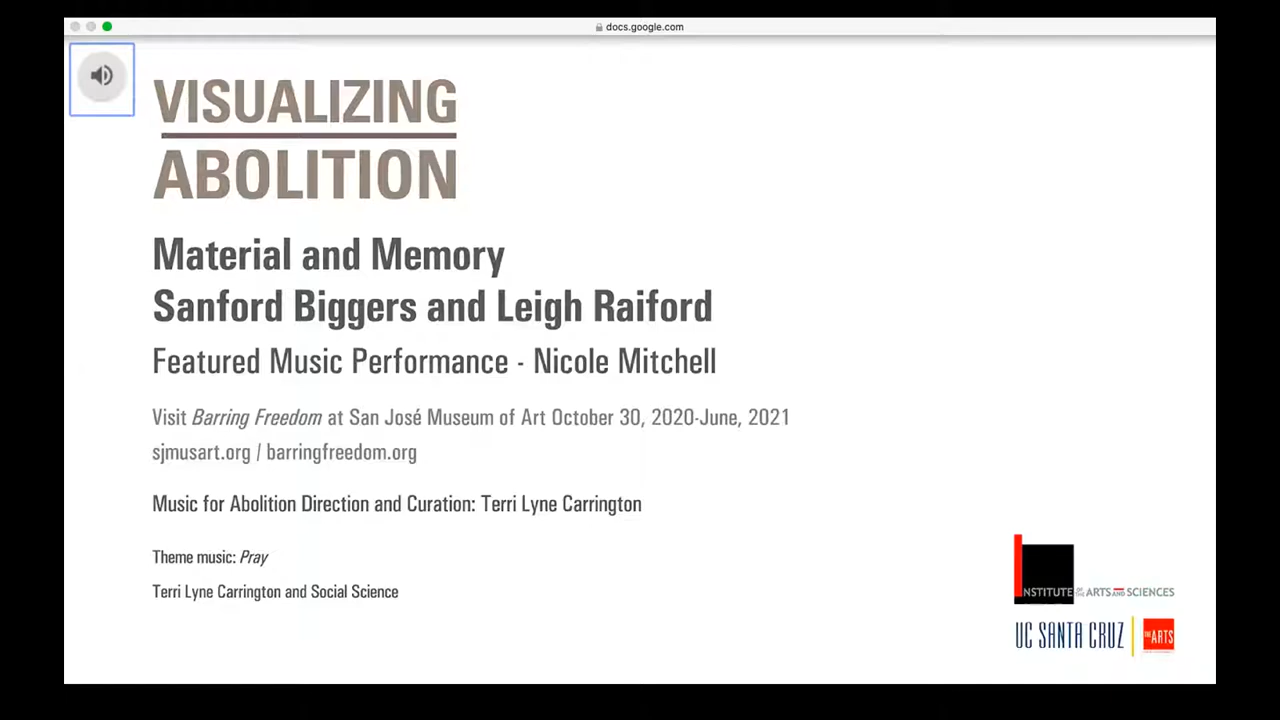 docs.google.com
VISUALIZING
ABOLITION
Material and Memory
Sanford Biggers and Leigh Raiford
Featured Music Performance - Nicole Mitchell
Visit Barring Freedom at San José Museum of Art October 30, 2020-June, 2021
sjmusart.org / barringfreedom.org
Music for Abolition Direction and Curation: Terri Lyne Carrington
Theme music: Pray
Terri Lyne Carrington and Social Science
INSTITUTE OF THE ARTS AND SCIENCES
UC SANTA CRUZ
THE ARTS